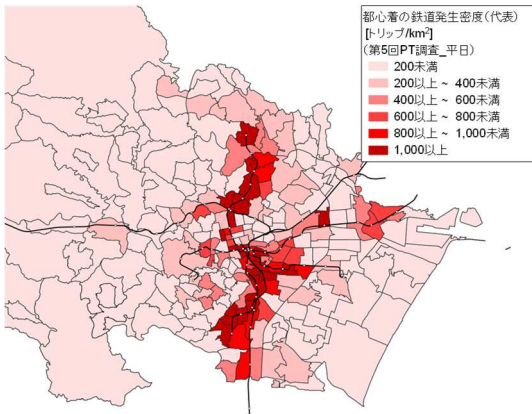 都心着の鉄道発生密度(代表)
[トリップ/km²]
(第5回PT調査_平日)
200未満
200以上 ~ 400未満
400以上 ~ 600未満
600以上 ~ 800未満
800以上 ~ 1,000未満
1,000以上